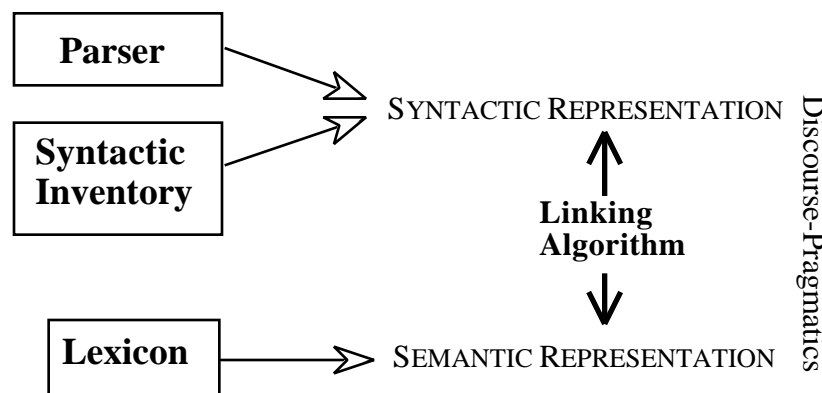 Parser
SYNTACTIC REPRESENTATION
Syntactic
Inventory
Linking
Algorithm
Discourse-Pragmatics
Lexicon
SEMANTIC REPRESENTATION